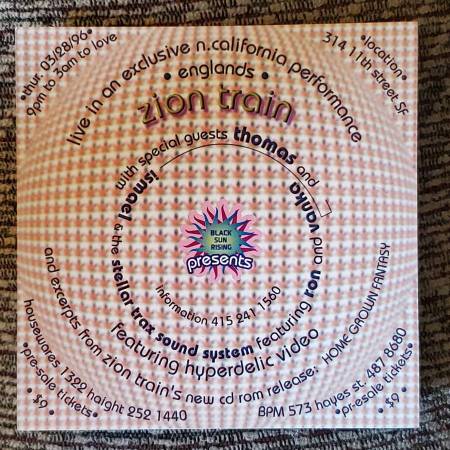 •thur. 03/28/96•
9pm to 3am to love
•location•
314 11th street. SF
live in an exclusive n.california performance
• englands •
zion train
with special guests thomas and
ismael & the stellar trax sound system featuring ron and vanka
BLACK
SUN
RISING
presents
information 415 241 1560
featuring hyperdelic video
and excerpts from zion train's new cd rom release: HOME GROWN FANTASY
housewares 1322 haight 252 1440
•pre-sale tickets•
• $9 •
BPM 573 hayes st. 487 8680
•pre-sale tickets•
• $9 •